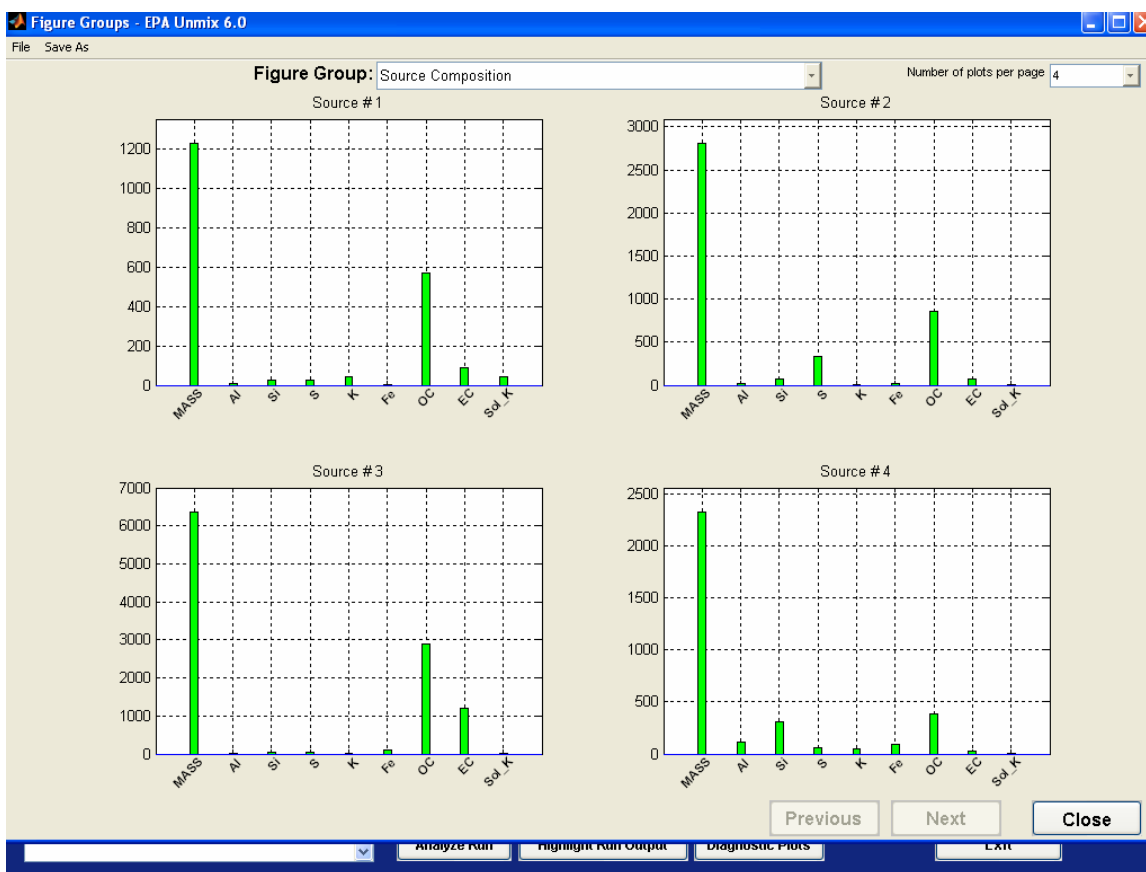 Figure Groups - EPA Unmix 6.0
File Save As
Figure Group: Source Composition
Number of plots per page 4
Source # 1
1200
1000
800
600
400
200
0
MASS Al Si S K Fe OC EC Sol_K
Source # 2
3000
2500
2000
1500
1000
500
0
MASS Al Si S K Fe OC EC Sol_K
Source # 3
7000
6000
5000
4000
3000
2000
1000
0
MASS Al Si S K Fe OC EC Sol_K
Source # 4
2500
2000
1500
1000
500
0
MASS Al Si S K Fe OC EC Sol_K
Previous Next Close
Analyze Run Highlight Run Output Diagnostic Plots Exit